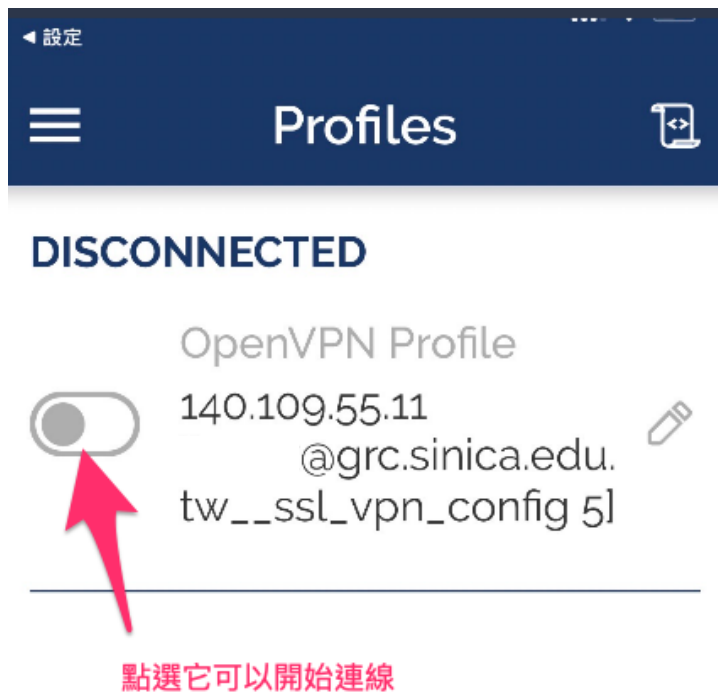 設定
Profiles
DISCONNECTED
OpenVPN Profile
140.109.55.11
@grc.sinica.edu.
tw__ssl_vpn_config 5]
點選它可以開始連線